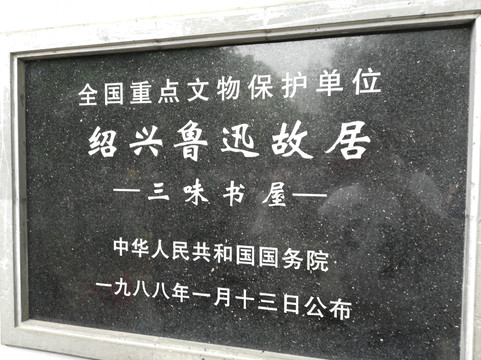 全国重点文物保护单位
绍兴鲁迅故居
—三味书屋—
中华人民共和国国务院
一九八八年一月十三日公布